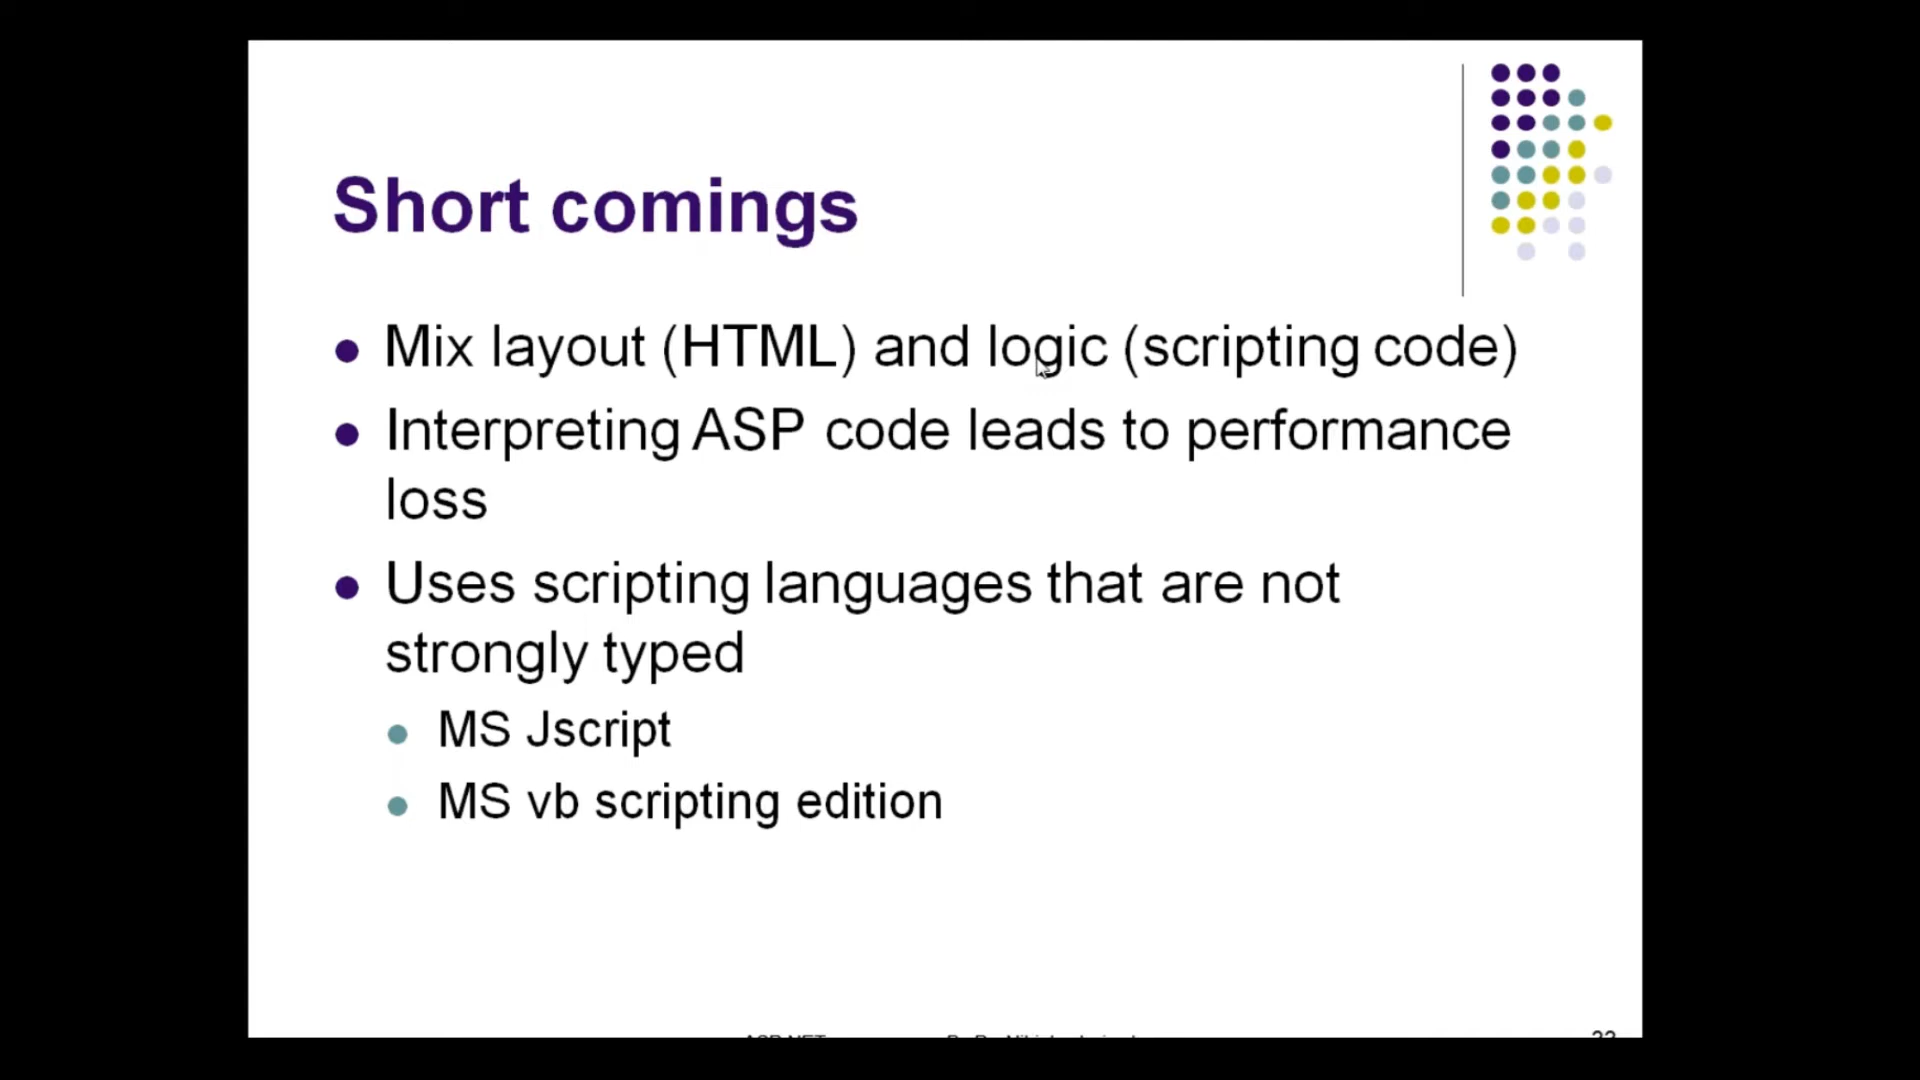 Short comings
Mix layout (HTML) and logic (scripting code)
Interpreting ASP code leads to performance
loss
Uses scripting languages that are not
strongly typed
MS Jscript
MS vb scripting edition